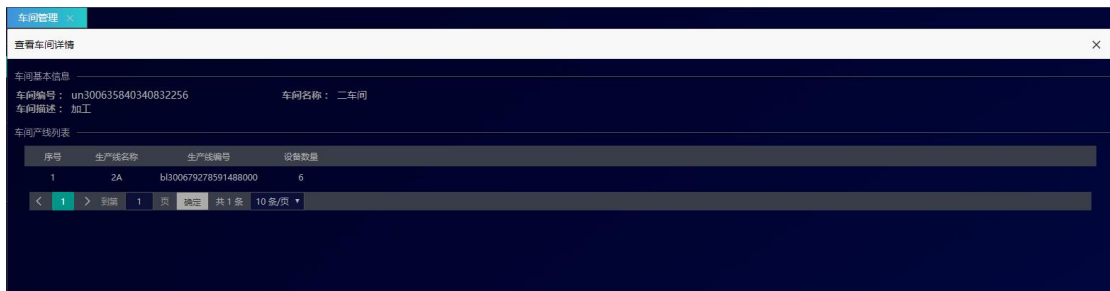 车间管理 ×
查看车间详情 ×
车间基本信息
车间编号： un300635840340832256 车间名称： 二车间
车间描述： 加工
车间产线列表
序号 生产线名称 生产线编号 设备数量
1 2A bl300679278591488000 6
< 1 > 到第 1 页 确定 共 1 条 10 条/页